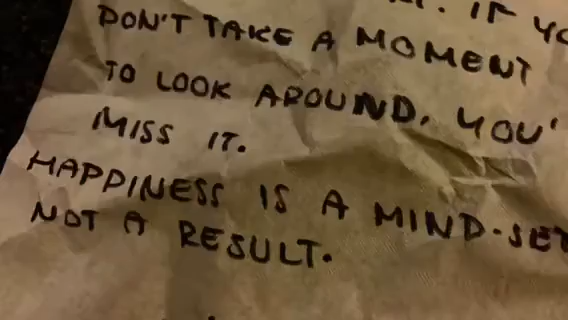 . IF YO
DON'T TAKE A MOMENT
TO LOOK AROUND, YOU'
MISS IT.
HAPPINESS IS A MIND-SET
NOT A RESULT.